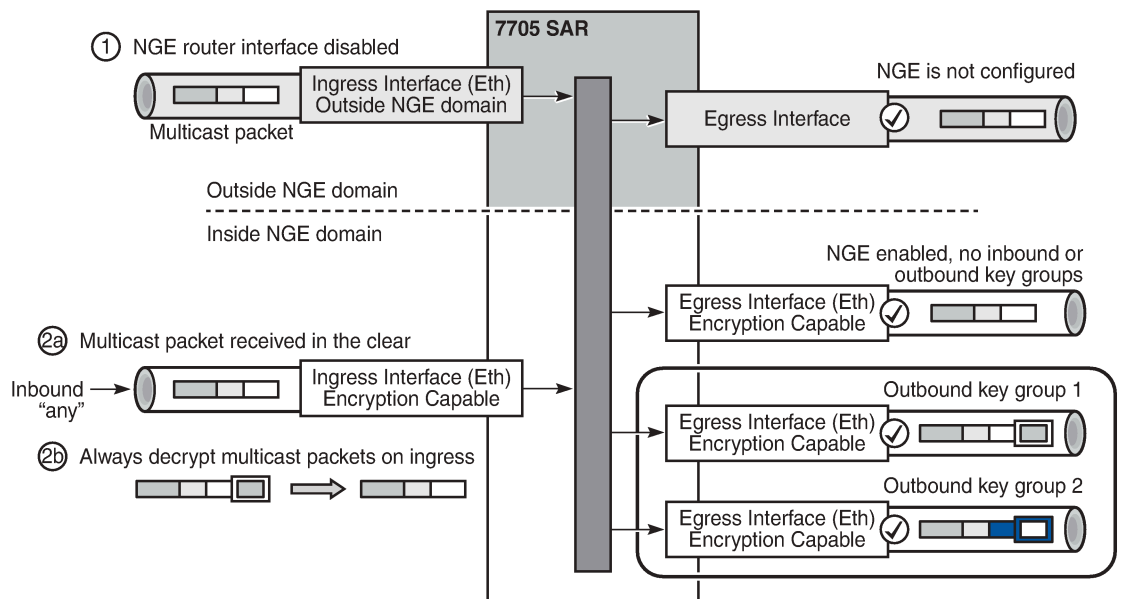 7705 SAR
1 NGE router interface disabled
Ingress Interface (Eth)
Outside NGE domain
Multicast packet
NGE is not configured
Egress Interface
Outside NGE domain
Inside NGE domain
NGE enabled, no inbound or
outbound key groups
Egress Interface (Eth)
Encryption Capable
2a Multicast packet received in the clear
Inbound
“any”
Ingress Interface (Eth)
Encryption Capable
2b Always decrypt multicast packets on ingress
Outbound key group 1
Egress Interface (Eth)
Encryption Capable
Outbound key group 2
Egress Interface (Eth)
Encryption Capable